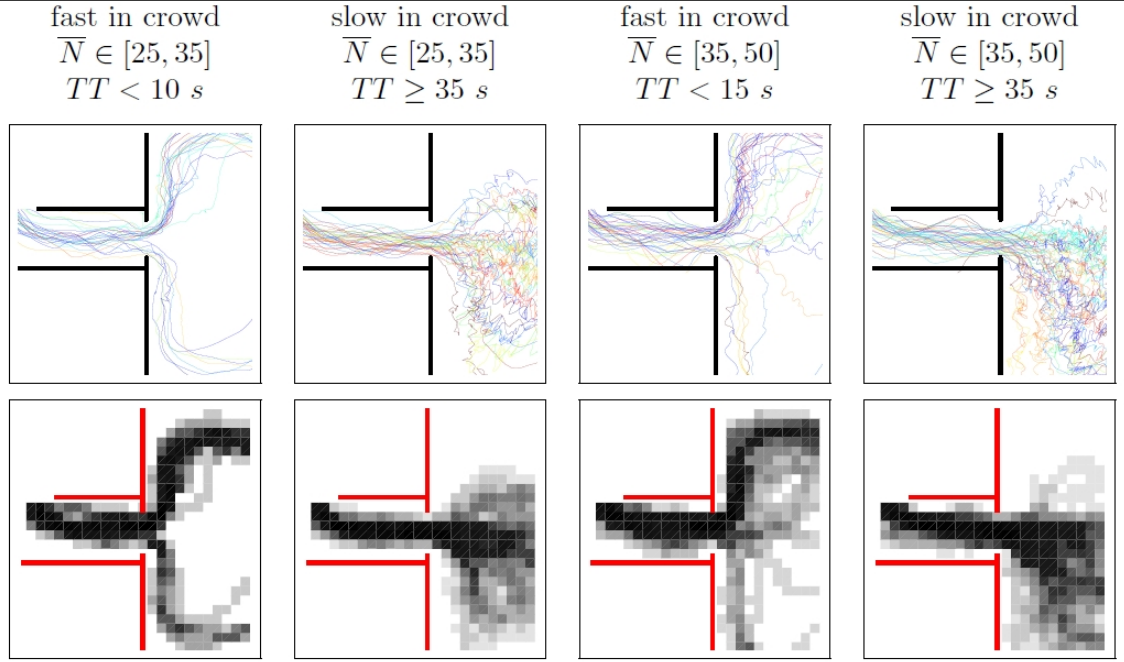 fast in crowd
N̅ ∈ [25, 35]
TT < 10 s
slow in crowd
N̅ ∈ [25, 35]
TT ≥ 35 s
fast in crowd
N̅ ∈ [35, 50]
TT < 15 s
slow in crowd
N̅ ∈ [35, 50]
TT ≥ 35 s